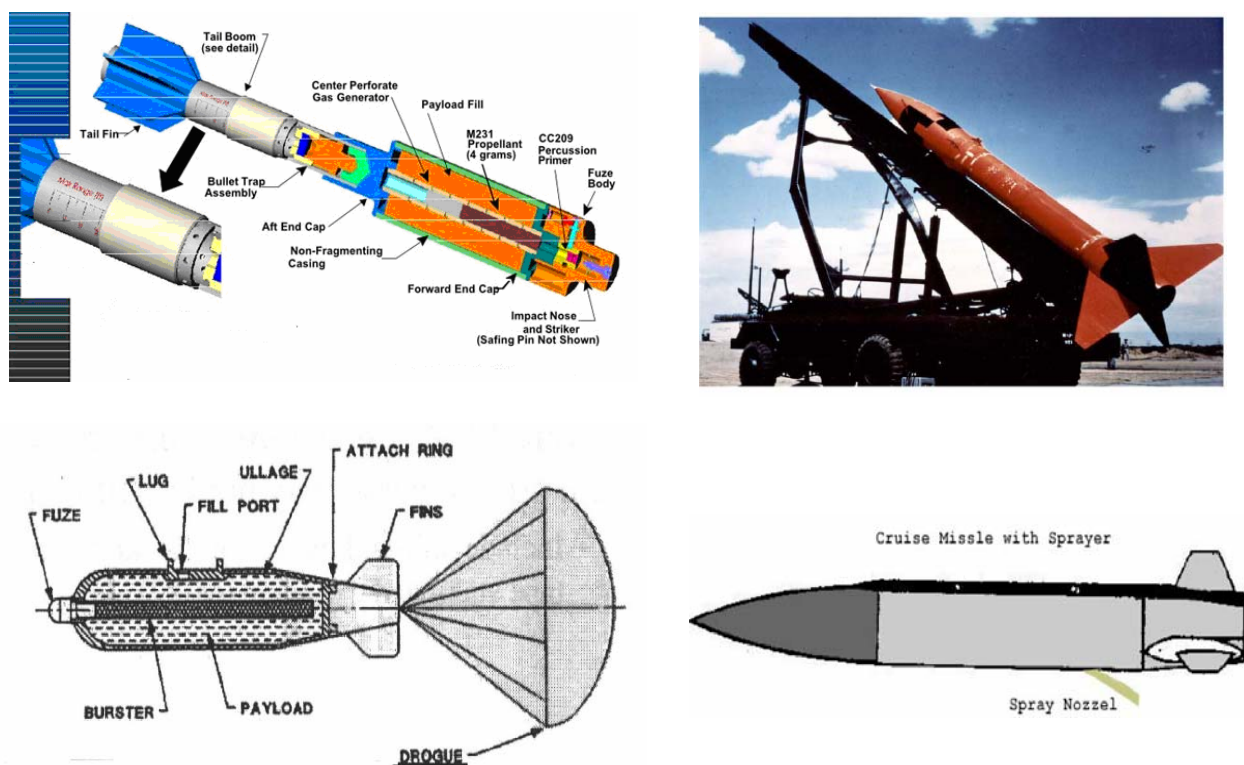 Tail Boom
(see detail)
Center Perforate
Gas Generator
Payload Fill
M231
Propellant
(4 grams)
CC209
Percussion
Primer
Fuze
Body
Tail Fin
Max Range
Bullet Trap
Assembly
Aft End Cap
Non-Fragmenting
Casing
Forward End Cap
Impact Nose
and Striker
(Safing Pin Not Shown)
ATTACH RING
ULLAGE
LUG
FILL PORT
FINS
FUZE
BURSTER
PAYLOAD
DROGUE
Cruise Missle with Sprayer
Spray Nozzel